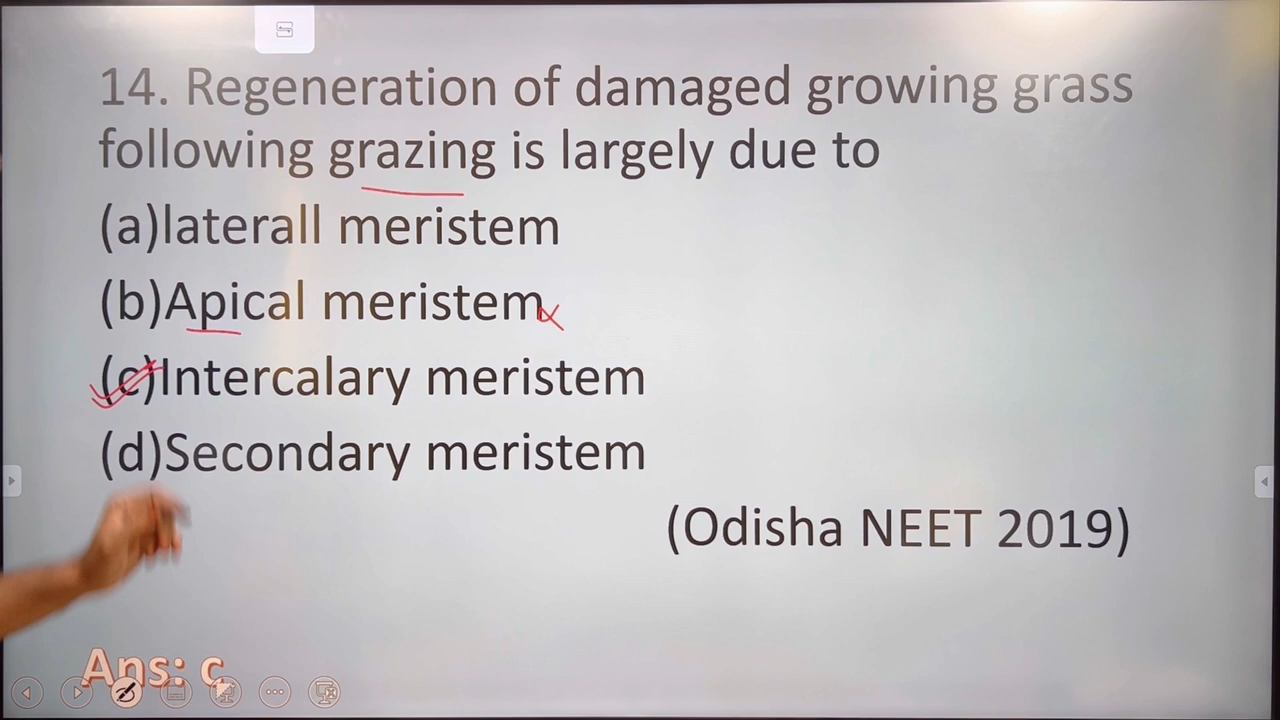 14. Regeneration of damaged growing grass
following grazing is largely due to
(a)laterall meristem
(b)Apical meristem
(c)Intercalary meristem
(d)Secondary meristem
(Odisha NEET 2019)
Ans: c